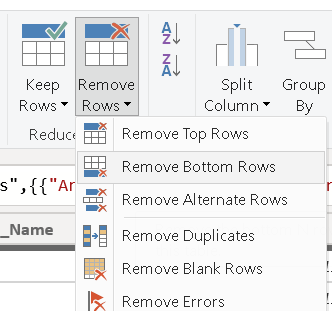 Keep Rows
Remove Rows
A
Z
Z
A
Split Column
Group By
Reduce
Remove Top Rows
Remove Bottom Rows
s",{{"Ar
Remove Alternate Rows
_Name
Remove Duplicates
Remove Blank Rows
Remove Errors